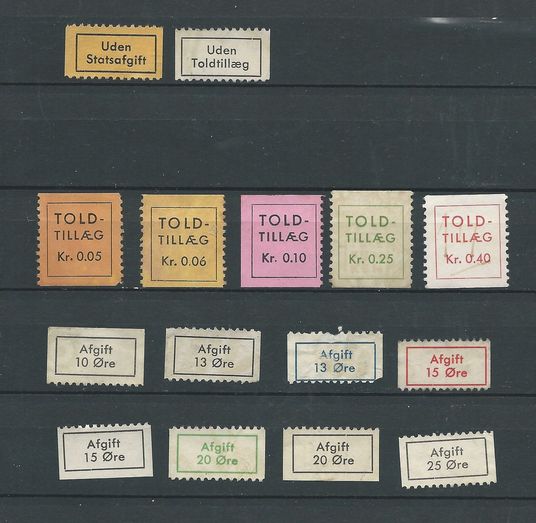 Uden
Statsafgift
Uden
Toldtillæg
TOLD-
TILLÆG
Kr. 0.05
TOLD-
TILLÆG
Kr. 0.06
TOLD-
TILLÆG
Kr. 0.10
TOLD-
TILLÆG
Kr. 0.25
TOLD-
TILLÆG
Kr. 0.40
Afgift
10 Øre
Afgift
13 Øre
Afgift
13 Øre
Afgift
15 Øre
Afgift
15 Øre
Afgift
20 Øre
Afgift
20 Øre
Afgift
25 Øre